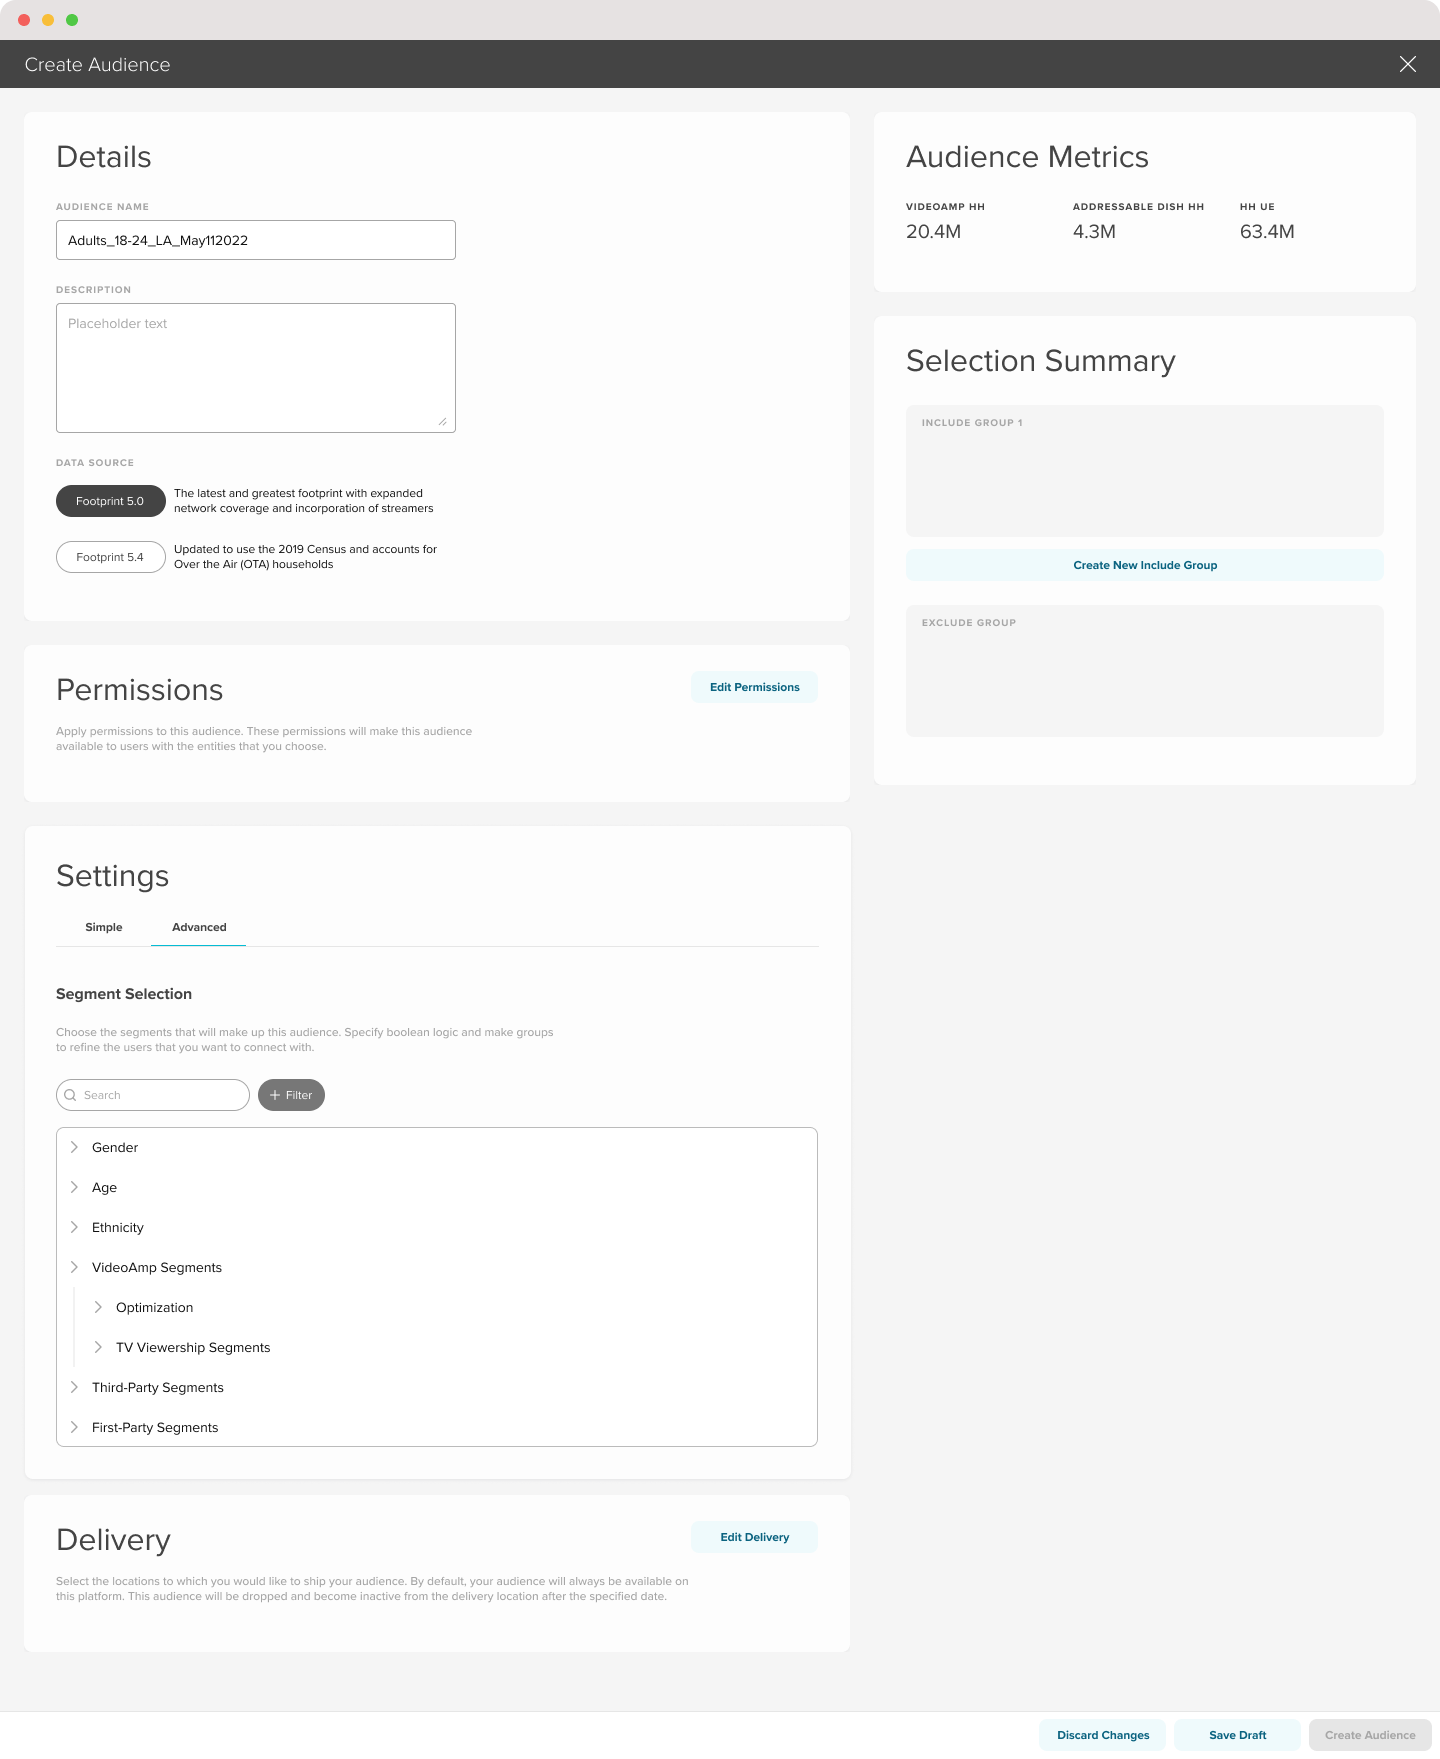 Create Audience
Details
AUDIENCE NAME
Adults_18-24_LA_May112022
DESCRIPTION
Placeholder text
DATA SOURCE
Footprint 5.0
The latest and greatest footprint with expanded
network coverage and incorporation of streamers
Footprint 5.4
Updated to use the 2019 Census and accounts for
Over the Air (OTA) households
Permissions
Edit Permissions
Apply permissions to this audience. These permissions will make this audience
available to users with the entities that you choose.
Settings
Simple
Advanced
Segment Selection
Choose the segments that will make up this audience. Specify boolean logic and make groups
to refine the users that you want to connect with.
Search
Filter
Gender
Age
Ethnicity
VideoAmp Segments
Optimization
TV Viewership Segments
Third-Party Segments
First-Party Segments
Delivery
Edit Delivery
Select the locations to which you would like to ship your audience. By default, your audience will always be available on
this platform. This audience will be dropped and become inactive from the delivery location after the specified date.
Audience Metrics
VIDEOAMP HH
20.4M
ADDRESSABLE DISH HH
4.3M
HH UE
63.4M
Selection Summary
INCLUDE GROUP 1
Create New Include Group
EXCLUDE GROUP
Discard Changes
Save Draft
Create Audience